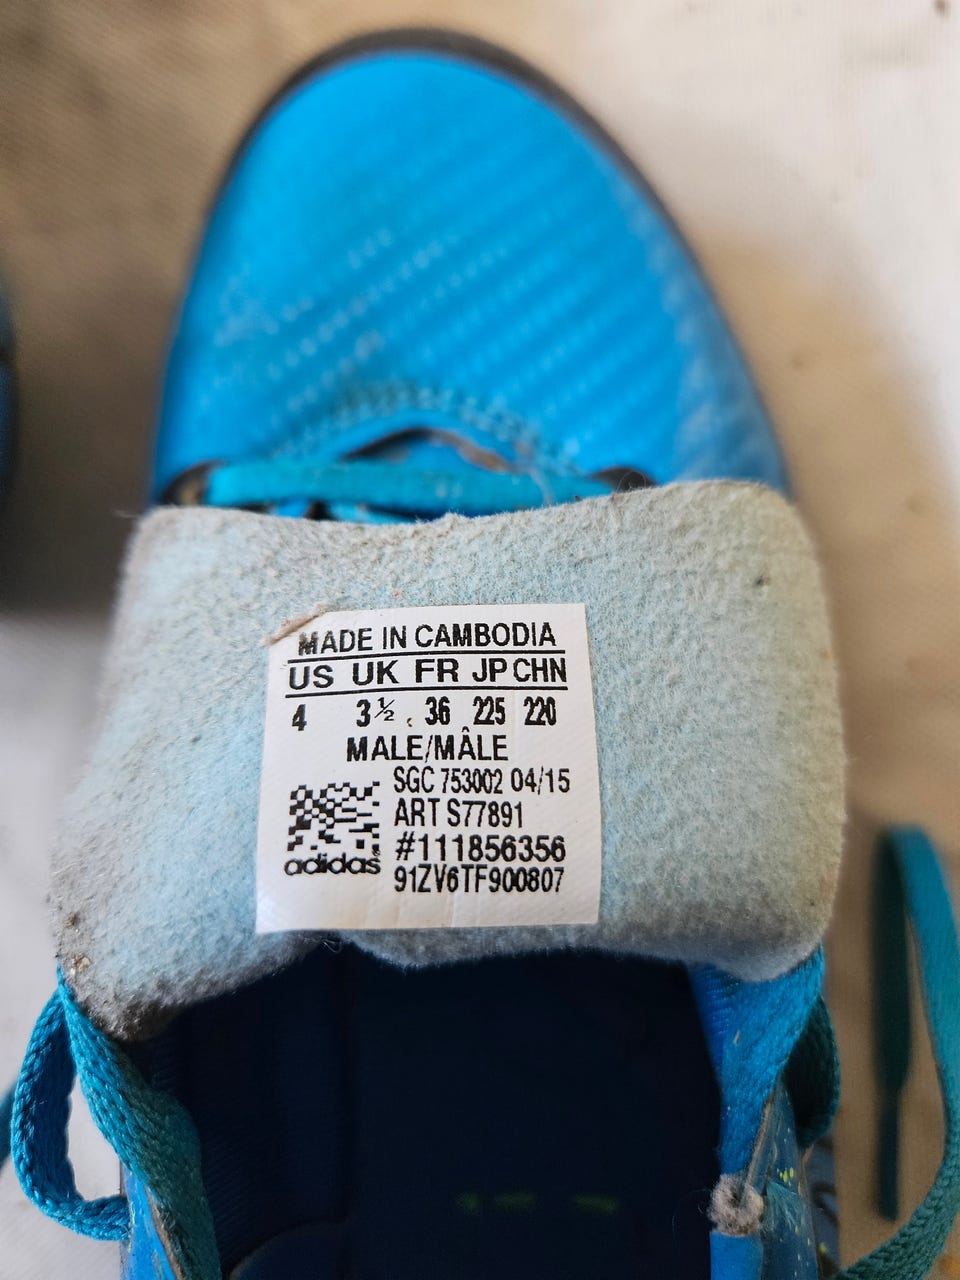 MADE IN CAMBODIA
US UK FR JP CHN
4 3½ 36 225 220
MALE/MÂLE
SGC 753002 04/15
ART S77891
#111856356
adidas
91ZV6TF900807